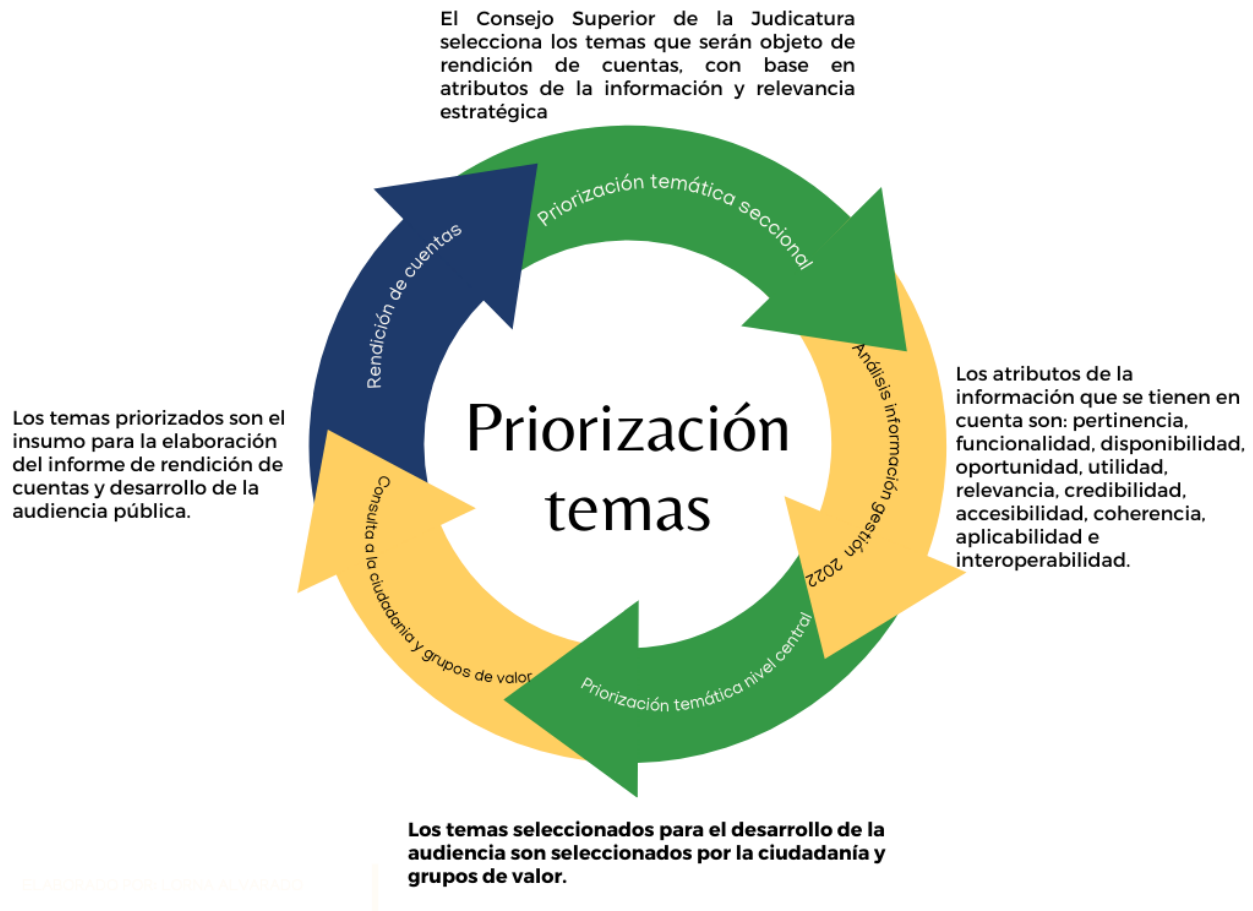 El Consejo Superior de la Judicatura
selecciona los temas que serán objeto de
rendición de cuentas, con base en
atributos de la información y relevancia
estratégica
Priorización temática seccional
Rendición de cuentas
Análisis información gestión 2022
Los atributos de la
información que se tienen en
cuenta son: pertinencia,
funcionalidad, disponibilidad,
oportunidad, utilidad,
relevancia, credibilidad,
accesibilidad, coherencia,
aplicabilidad e
interoperabilidad.
Priorización
temas
Los temas priorizados son el
insumo para la elaboración
del informe de rendición de
cuentas y desarrollo de la
audiencia pública.
Consulta a la ciudadanía y grupos de valor
Priorización temática nivel central
Los temas seleccionados para el desarrollo de la
audiencia son seleccionados por la ciudadanía y
grupos de valor.